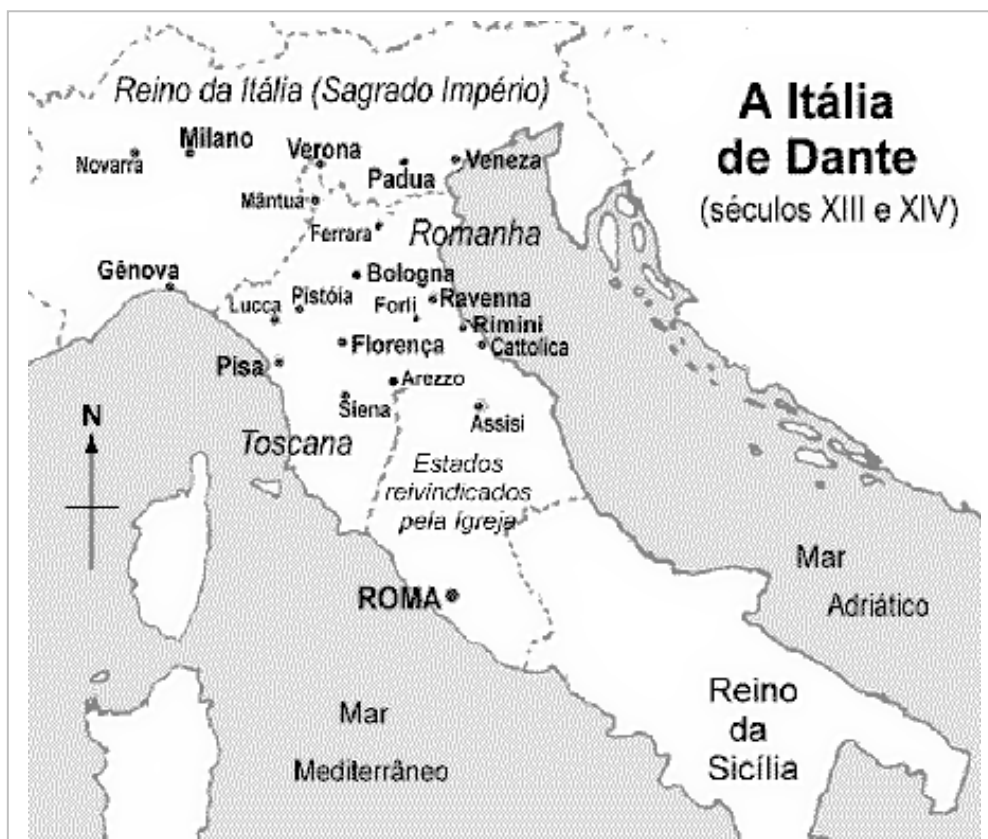 Reino da Itália (Sagrado Império)
A Itália
de Dante
(séculos XIII e XIV)
Novarra
Milano
Verona
Padua
Veneza
Mântua
Ferrara
Romanha
Gênova
Bologna
Lucca
Pistóia
Forli
Ravenna
Rimini
Florença
Cattolica
Pisa
Arezzo
Siena
Assisi
N
Toscana
Estados
reivindicados
pela Igreja
ROMA
Mar
Adriático
Mar
Mediterrâneo
Reino
da
Sicília